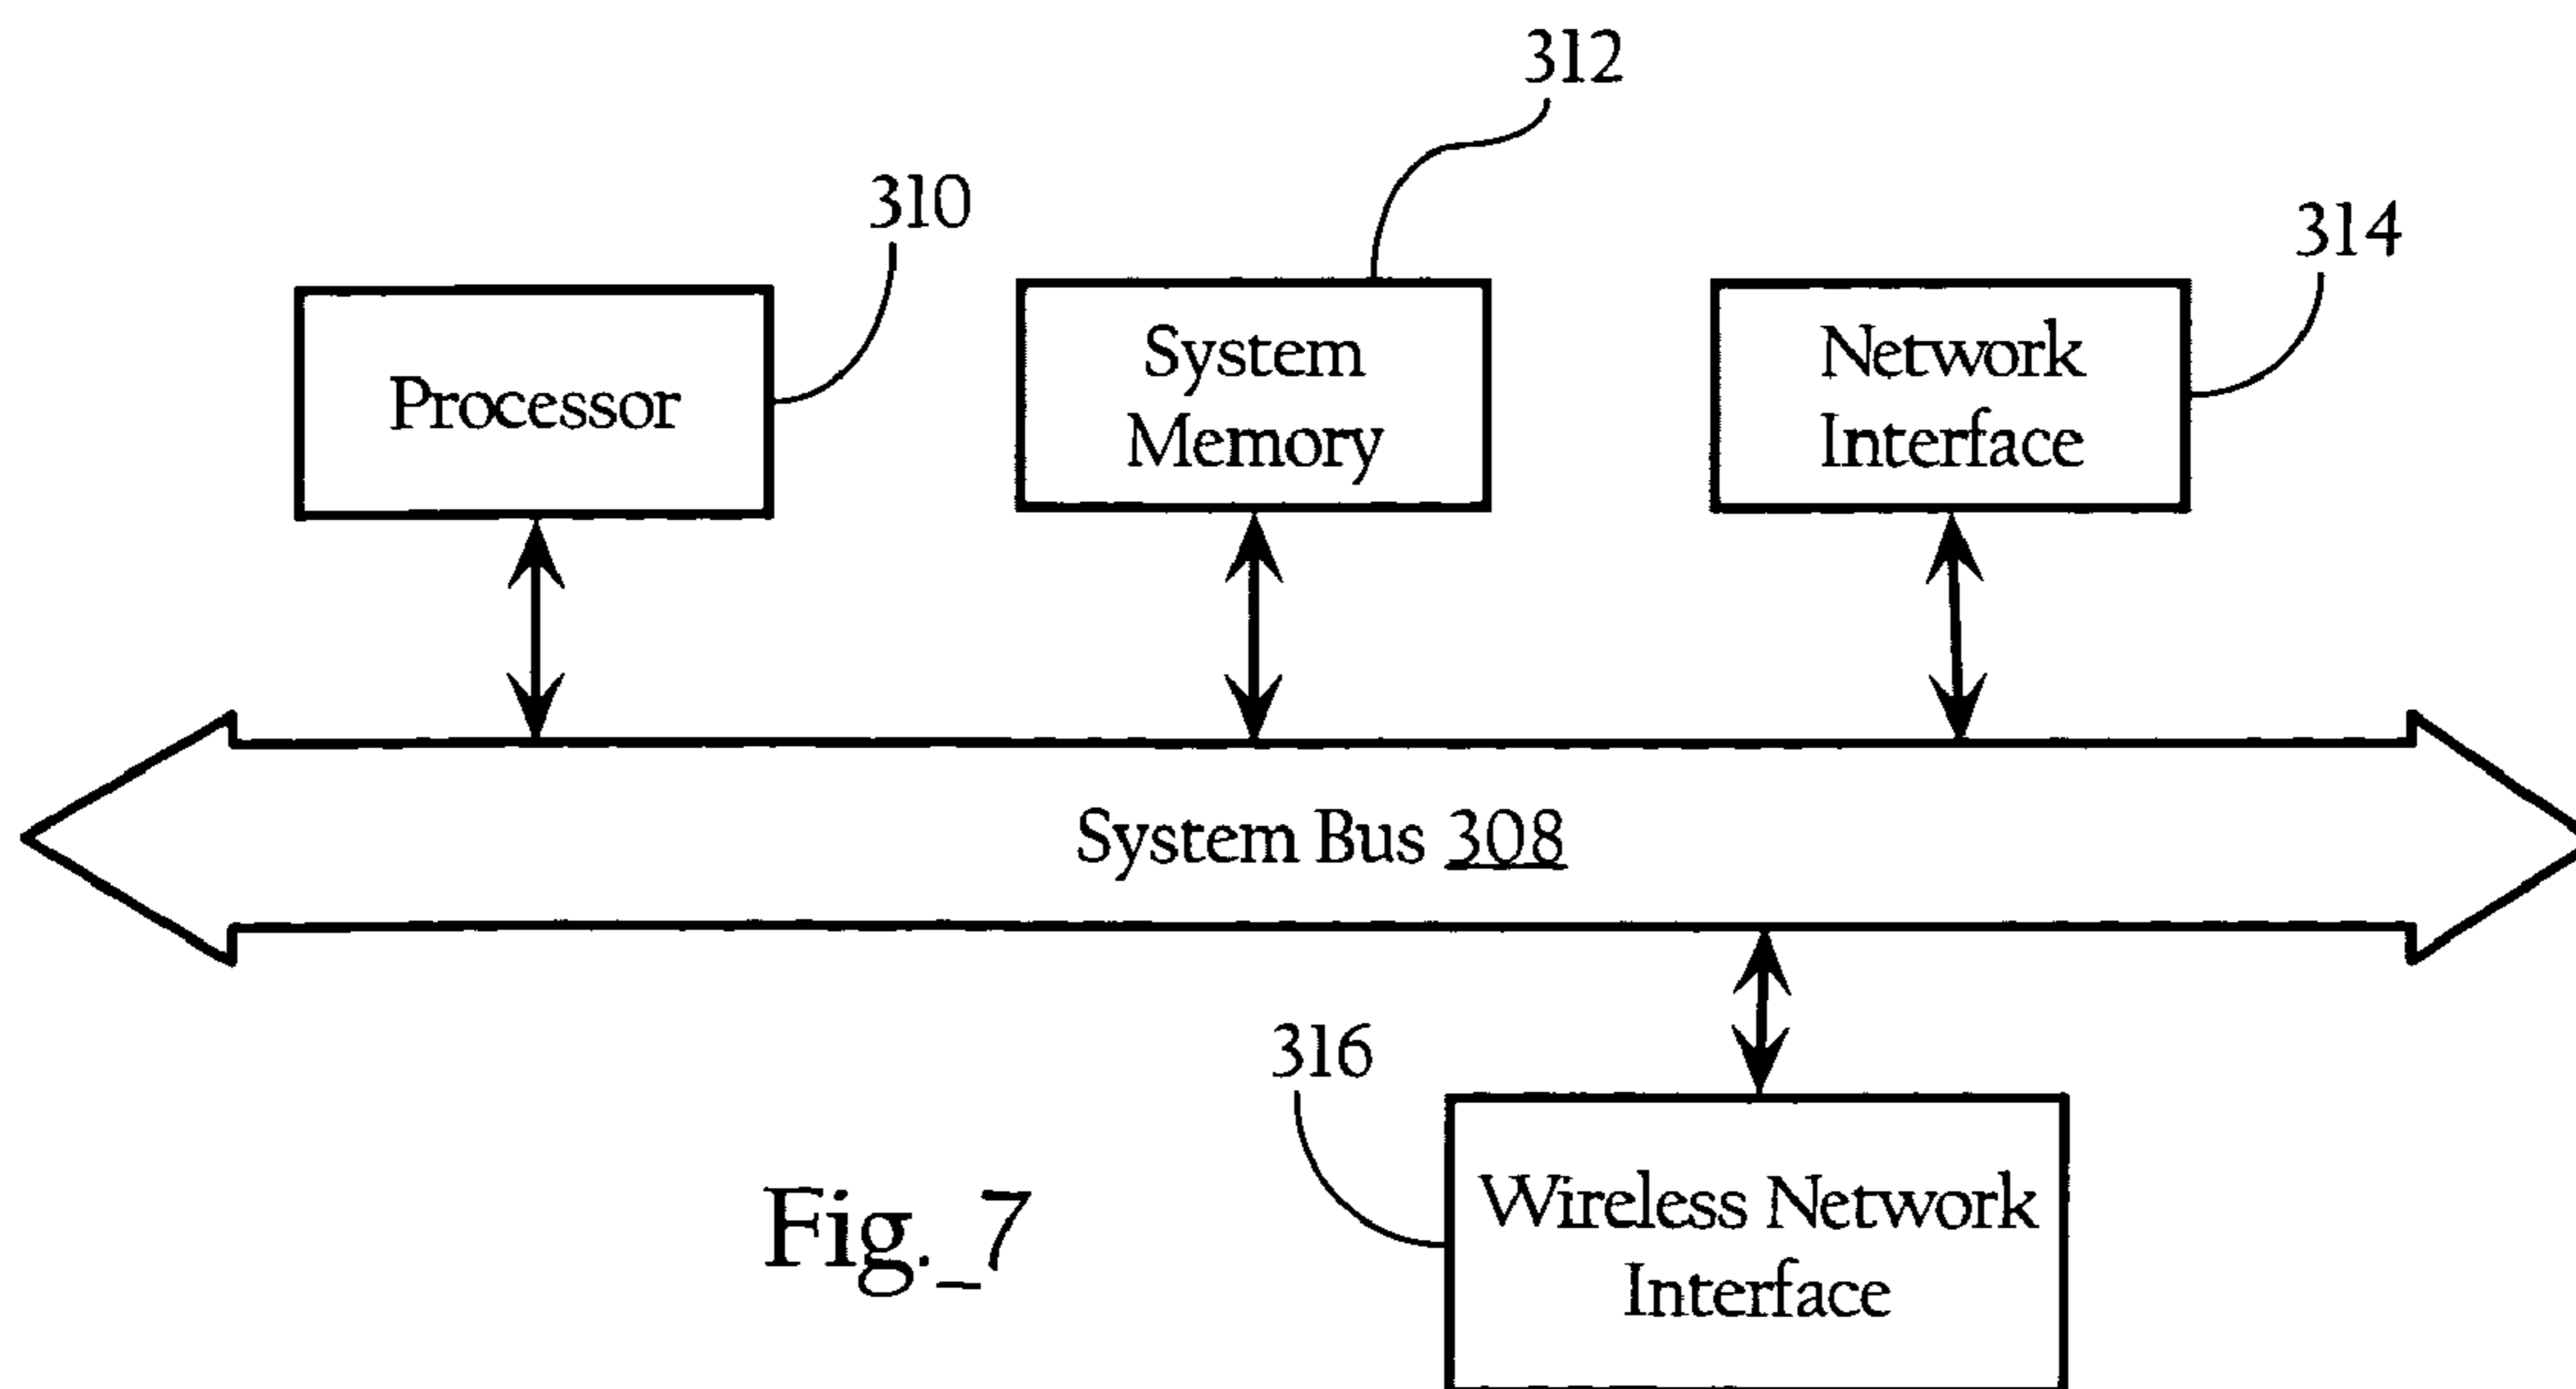 312
310
314
Processor
System
Memory
Network
Interface
System Bus 308
316
Wireless Network
Interface
Fig._7